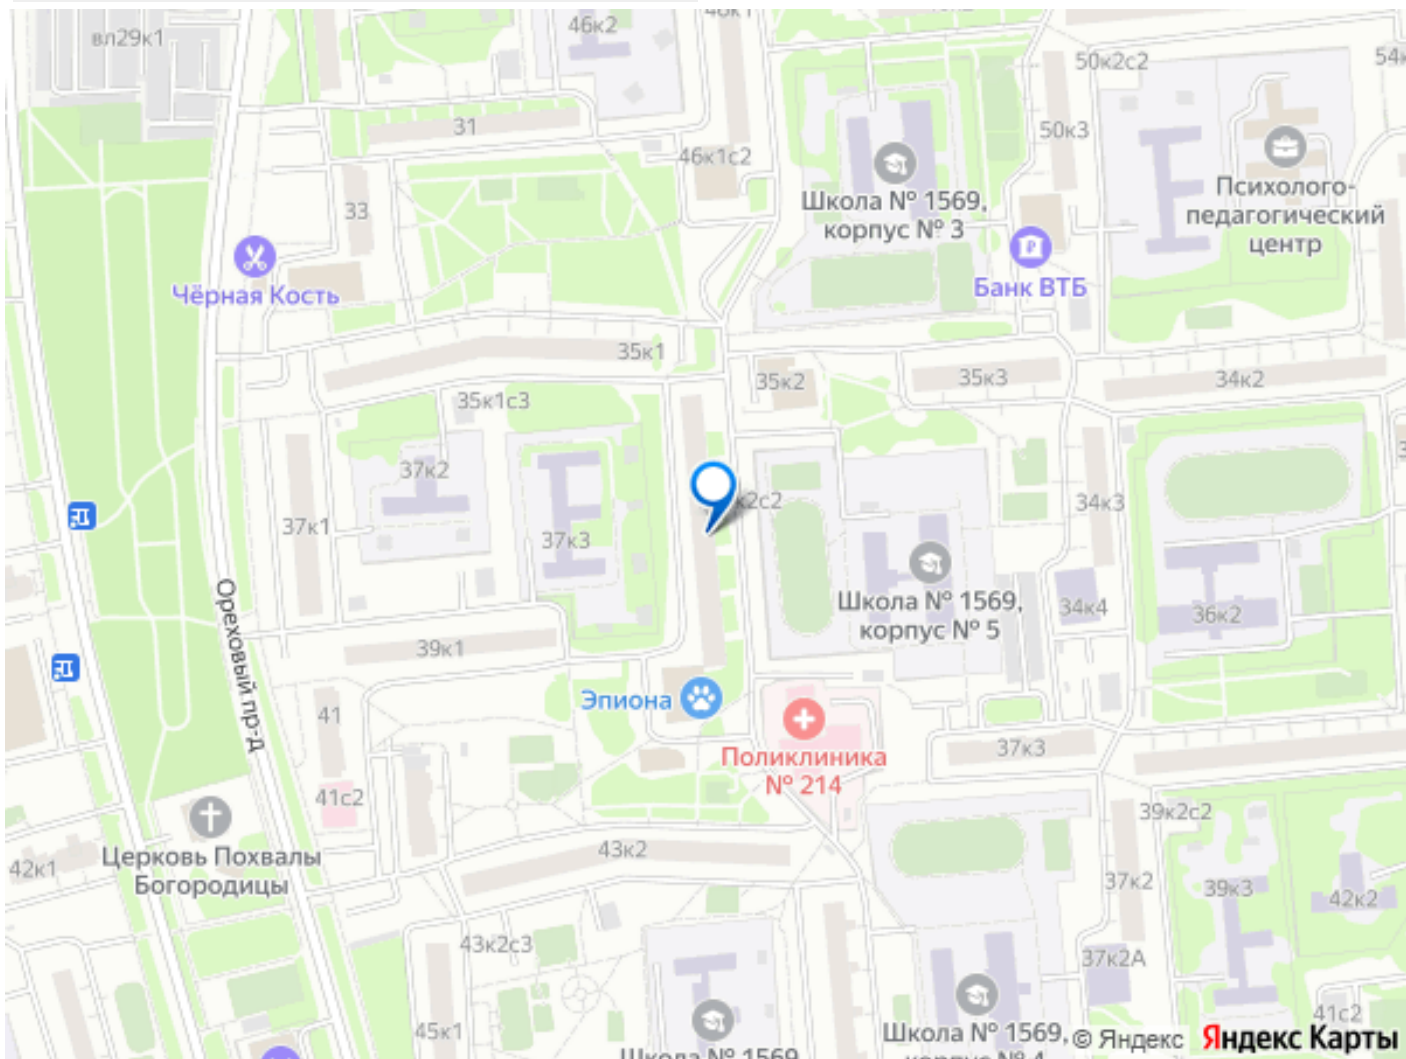 46к2
вл29к1
50к2с2
31
50к3
46к1с2
Школа № 1569,
корпус № 3
Психолого-
педагогический
центр
33
Чёрная Кость
Банк ВТБ
35к1
35к2
35к3
34к2
35к1с3
37к2
к2с2
34к3
37к1
37к3
Школа № 1569,
корпус № 5
34к4
36к2
Ореховый пр-д
39к1
Эпиона
41
37к3
Поликлиника
№ 214
41с2
39к2с2
43к2
Церковь Похвалы
Богородицы
42к1
37к2
39к3
42к2
43к2с3
37к2А
45к1
41с2
Школа № 1569,
© Яндекс Яндекс Карты
Школа № 1569